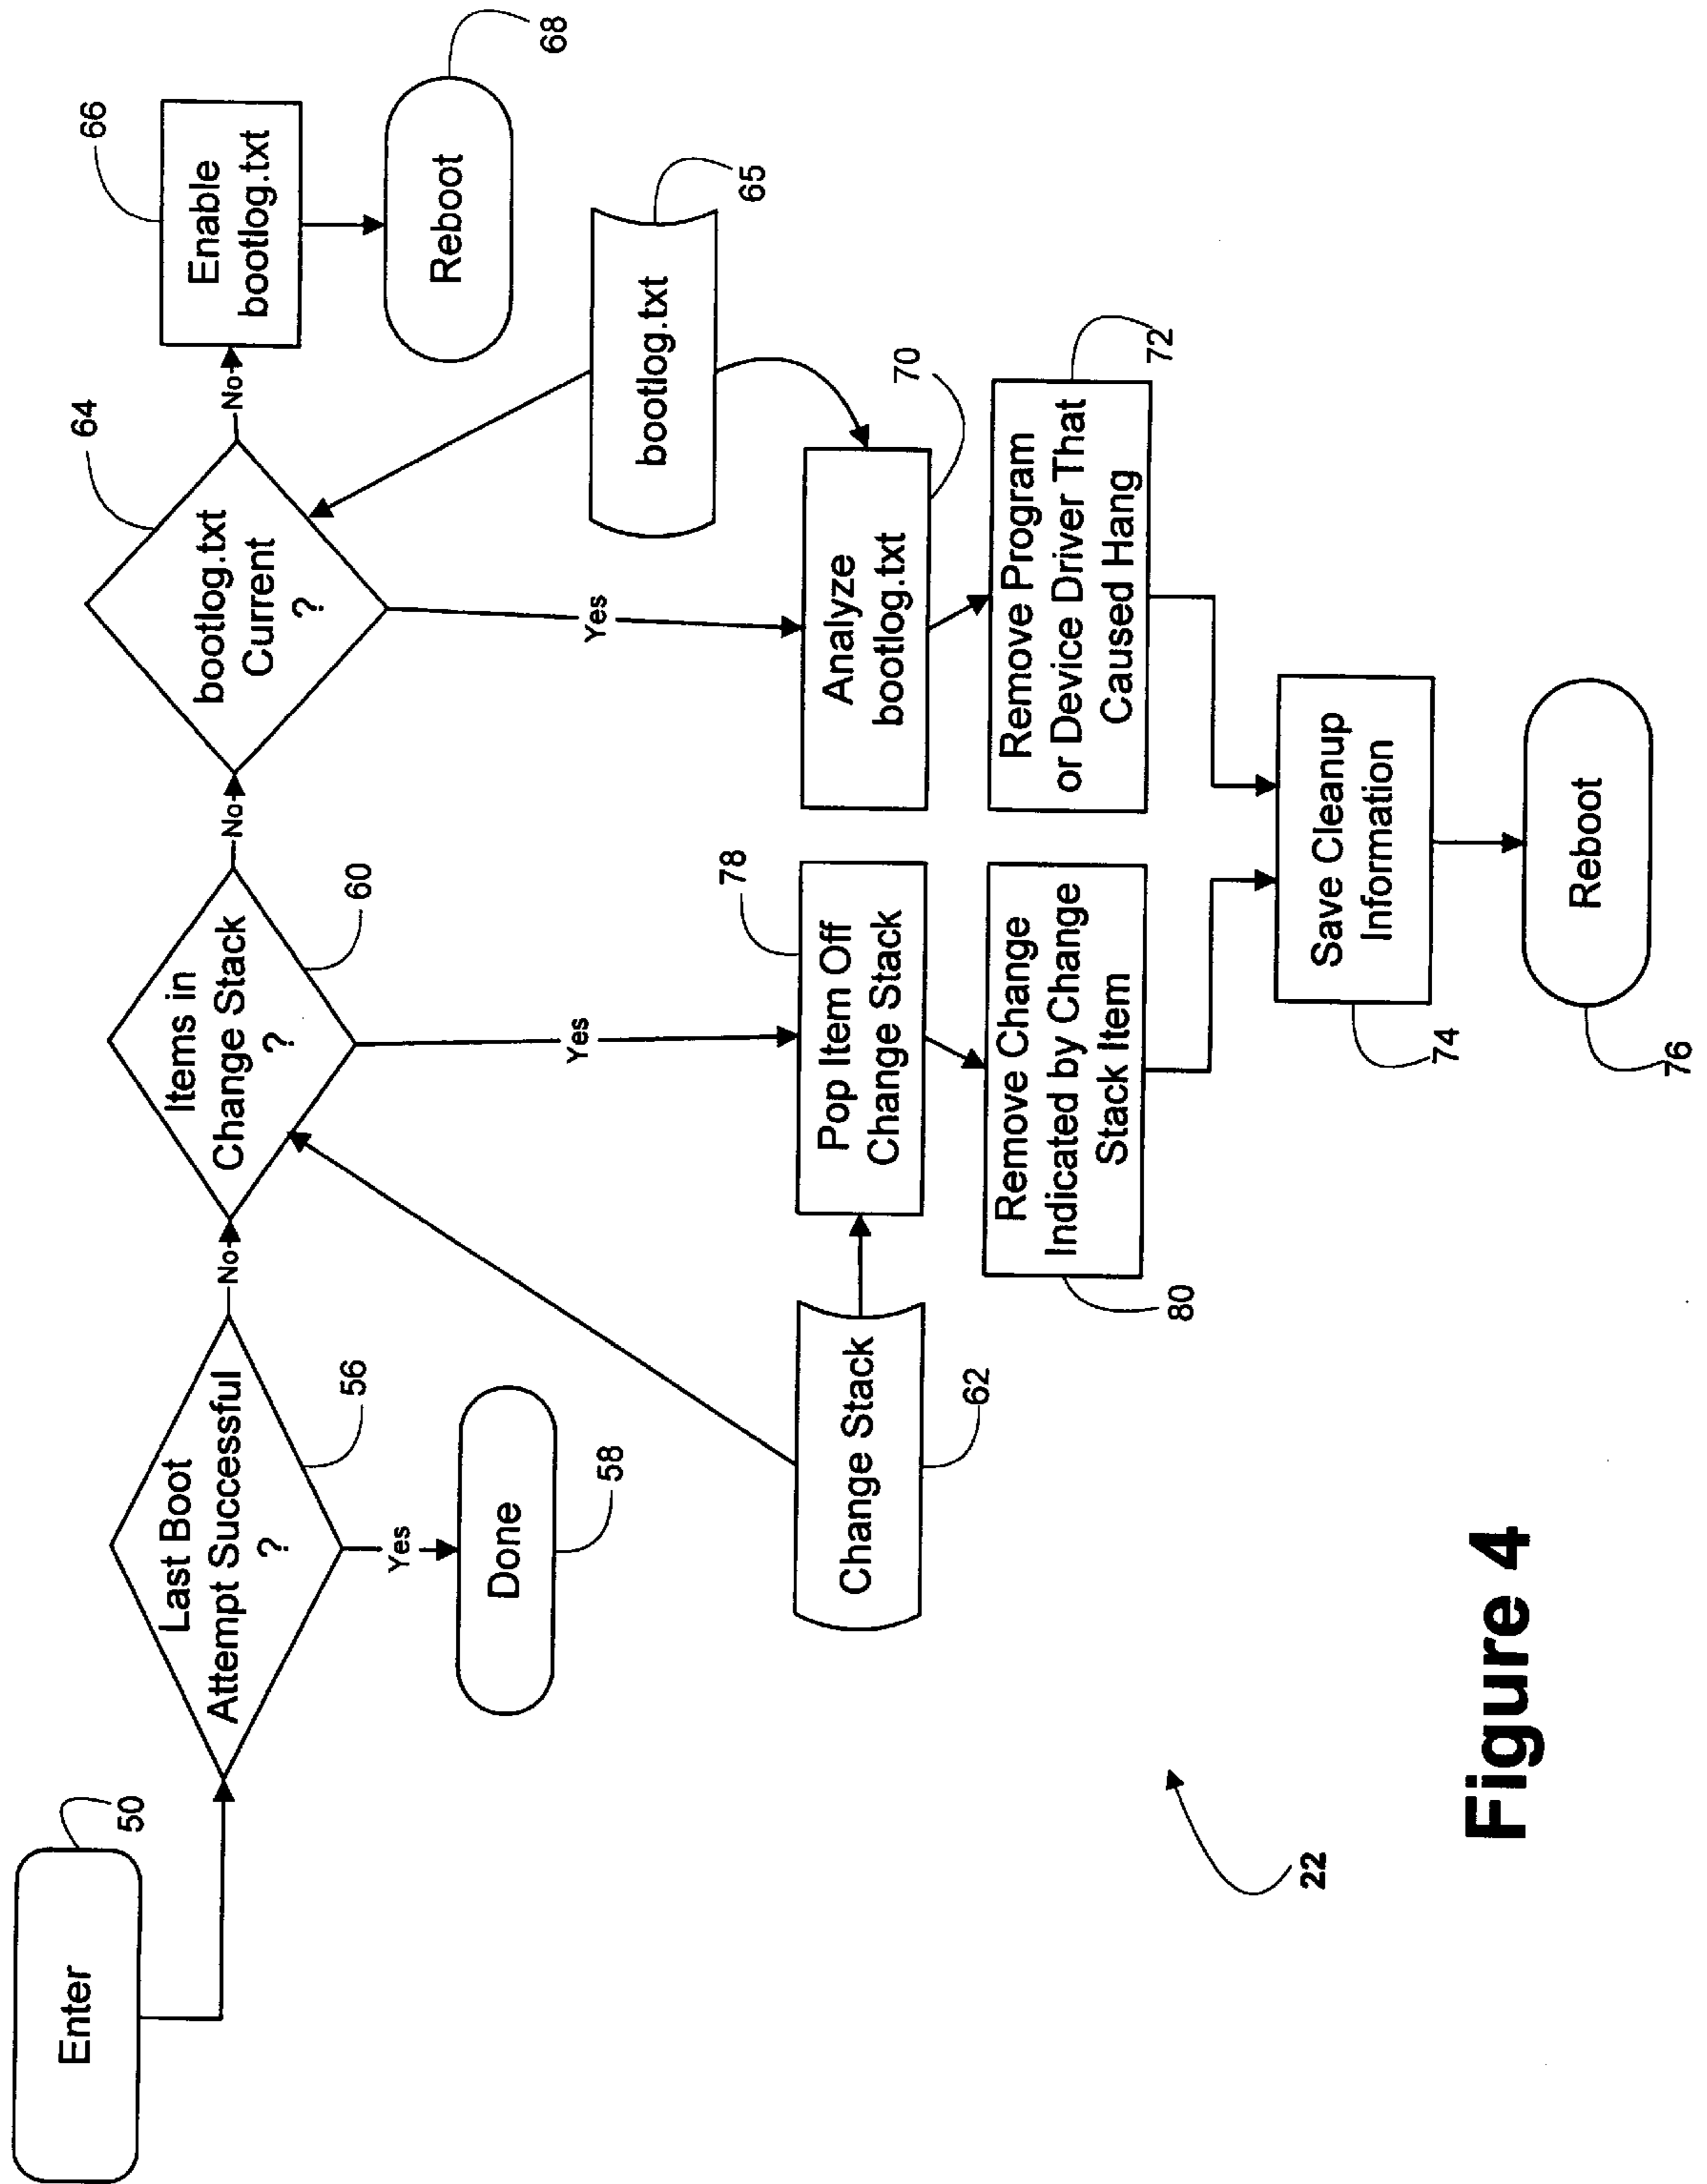 Enter
50
Last Boot
Attempt Successful
?
56
No
Yes
Done
58
Items in
Change Stack
?
60
No
Yes
Change Stack
62
bootlog.txt
Current
?
64
No
Yes
Enable
bootlog.txt
66
Reboot
68
bootlog.txt
65
Pop Item Off
Change Stack
78
Analyze
bootlog.txt
70
Remove Change
Indicated by Change
Stack Item
80
Remove Program
or Device Driver That
Caused Hang
72
Save Cleanup
Information
74
Reboot
76
22
Figure 4